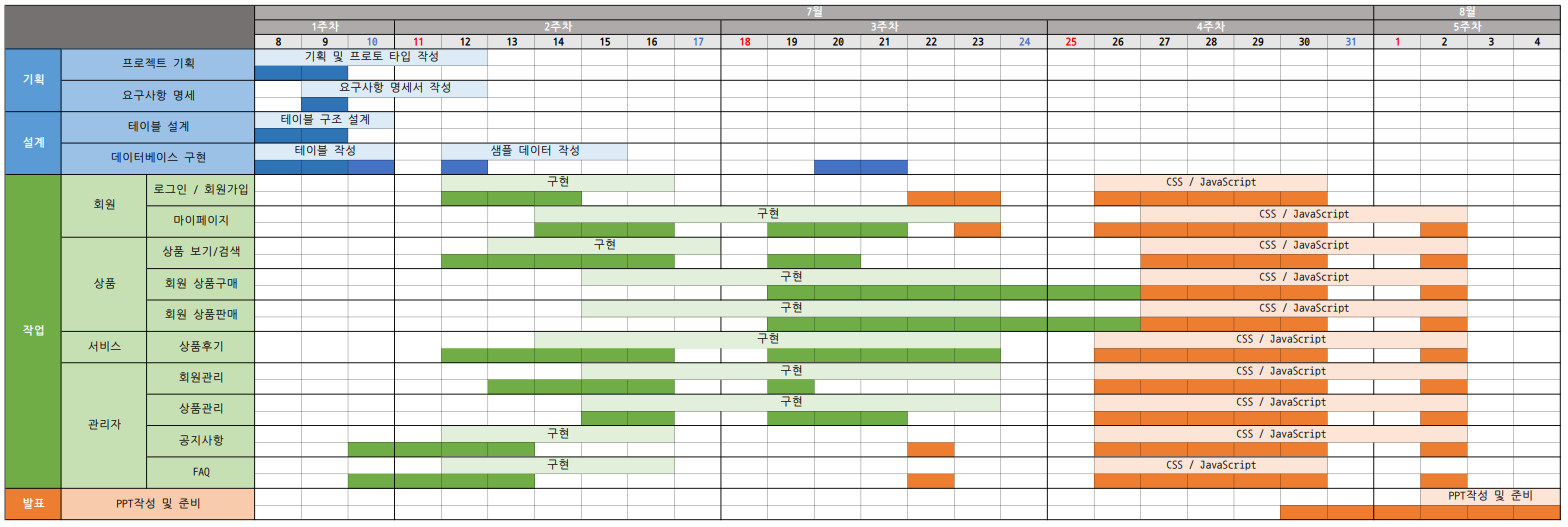 7월 8월
1주차 2주차 3주차 4주차 5주차
8 9 10 11 12 13 14 15 16 17 18 19 20 21 22 23 24 25 26 27 28 29 30 31 1 2 3 4
기획 프로젝트 기획 기획 및 프로토 타입 작성
요구사항 명세 요구사항 명세서 작성
설계 테이블 설계 테이블 구조 설계
데이터베이스 구현 테이블 작성 샘플 데이터 작성
작업 회원 로그인 / 회원가입 구현 CSS / JavaScript
마이페이지 구현 CSS / JavaScript
상품 상품 보기/검색 구현 CSS / JavaScript
회원 상품구매 구현 CSS / JavaScript
회원 상품판매 구현 CSS / JavaScript
서비스 상품후기 구현 CSS / JavaScript
관리자 회원관리 구현 CSS / JavaScript
상품관리 구현 CSS / JavaScript
공지사항 구현 CSS / JavaScript
FAQ 구현 CSS / JavaScript
발표 PPT작성 및 준비 PPT작성 및 준비